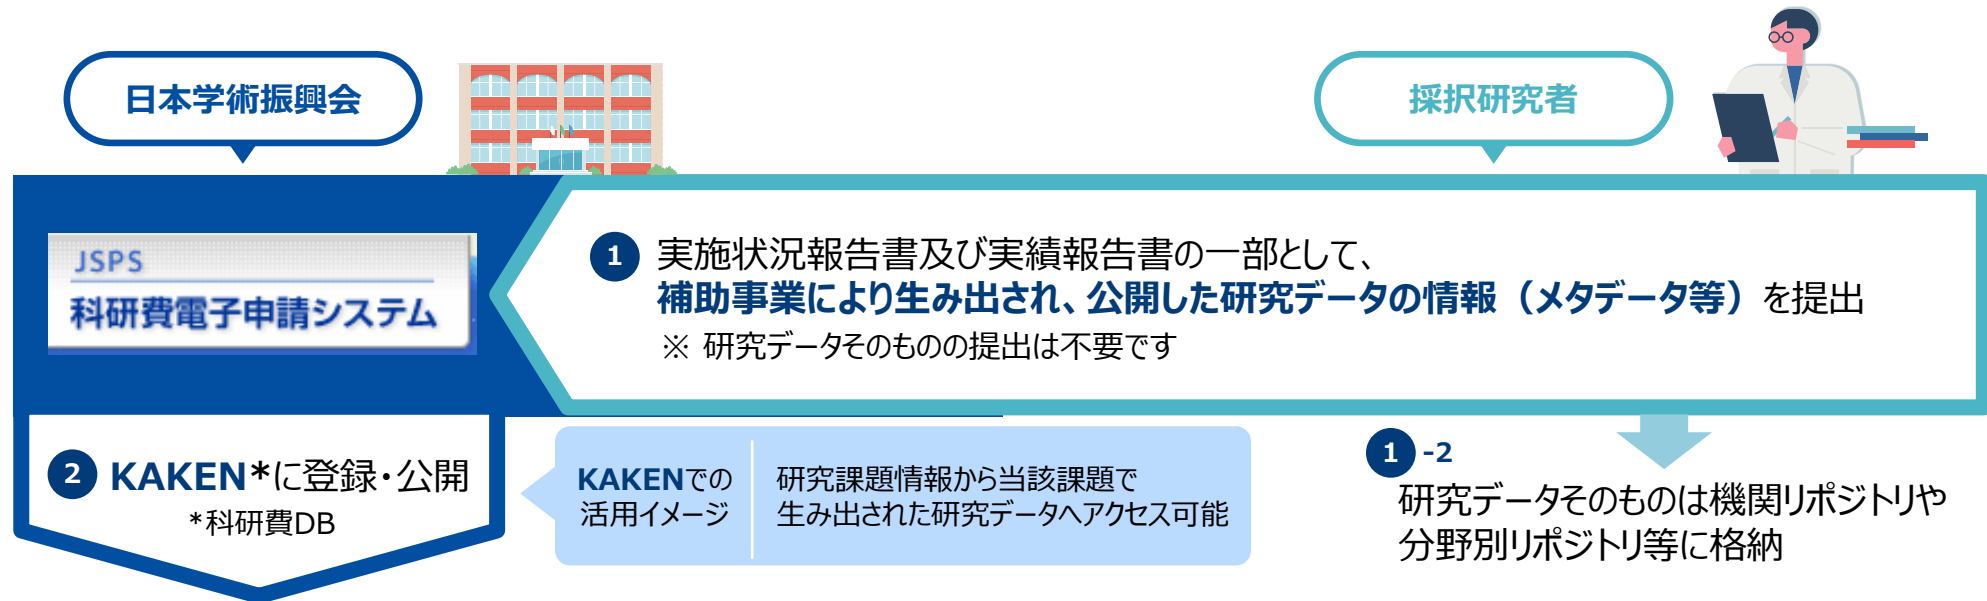 日本学術振興会
採択研究者
JSPS
科研費電子申請システム
1 実施状況報告書及び実績報告書の一部として、
補助事業により生み出され、公開した研究データの情報（メタデータ等）を提出
※ 研究データそのものの提出は不要です
2 KAKEN*に登録・公開
*科研費DB
KAKENでの
活用イメージ
研究課題情報から当該課題で
生み出された研究データへアクセス可能
1 -2
研究データそのものは機関リポジトリや
分野別リポジトリ等に格納